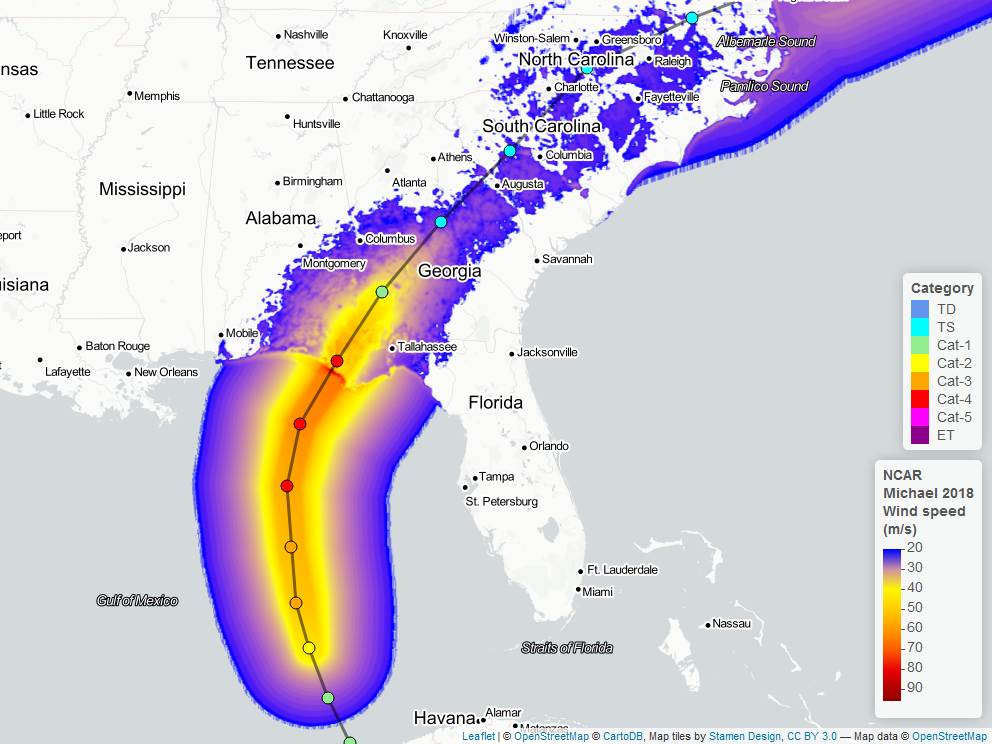 Nashville
Knoxville
Winston-Salem
Greensboro
Albemarle Sound
nsas
Tennessee
North Carolina
Raleigh
Memphis
Chattanooga
Charlotte
Fayetteville
Pamlico Sound
Little Rock
Huntsville
South Carolina
Athens
Columbia
Birmingham
Atlanta
Augusta
Mississippi
Alabama
eport
Jackson
Columbus
Montgomery
Georgia
Savannah
uisiana
Mobile
Baton Rouge
Tallahassee
Jacksonville
Lafayette
New Orleans
Florida
Orlando
Tampa
St. Petersburg
Ft. Lauderdale
Miami
Gulf of Mexico
Nassau
Straits of Florida
Havana
Alamar
Matanzas
Category
TD
TS
Cat-1
Cat-2
Cat-3
Cat-4
Cat-5
ET
NCAR
Michael 2018
Wind speed
(m/s)
20
30
40
50
60
70
80
90
Leaflet | © OpenStreetMap © CartoDB, Map tiles by Stamen Design, CC BY 3.0 — Map data © OpenStreetMap